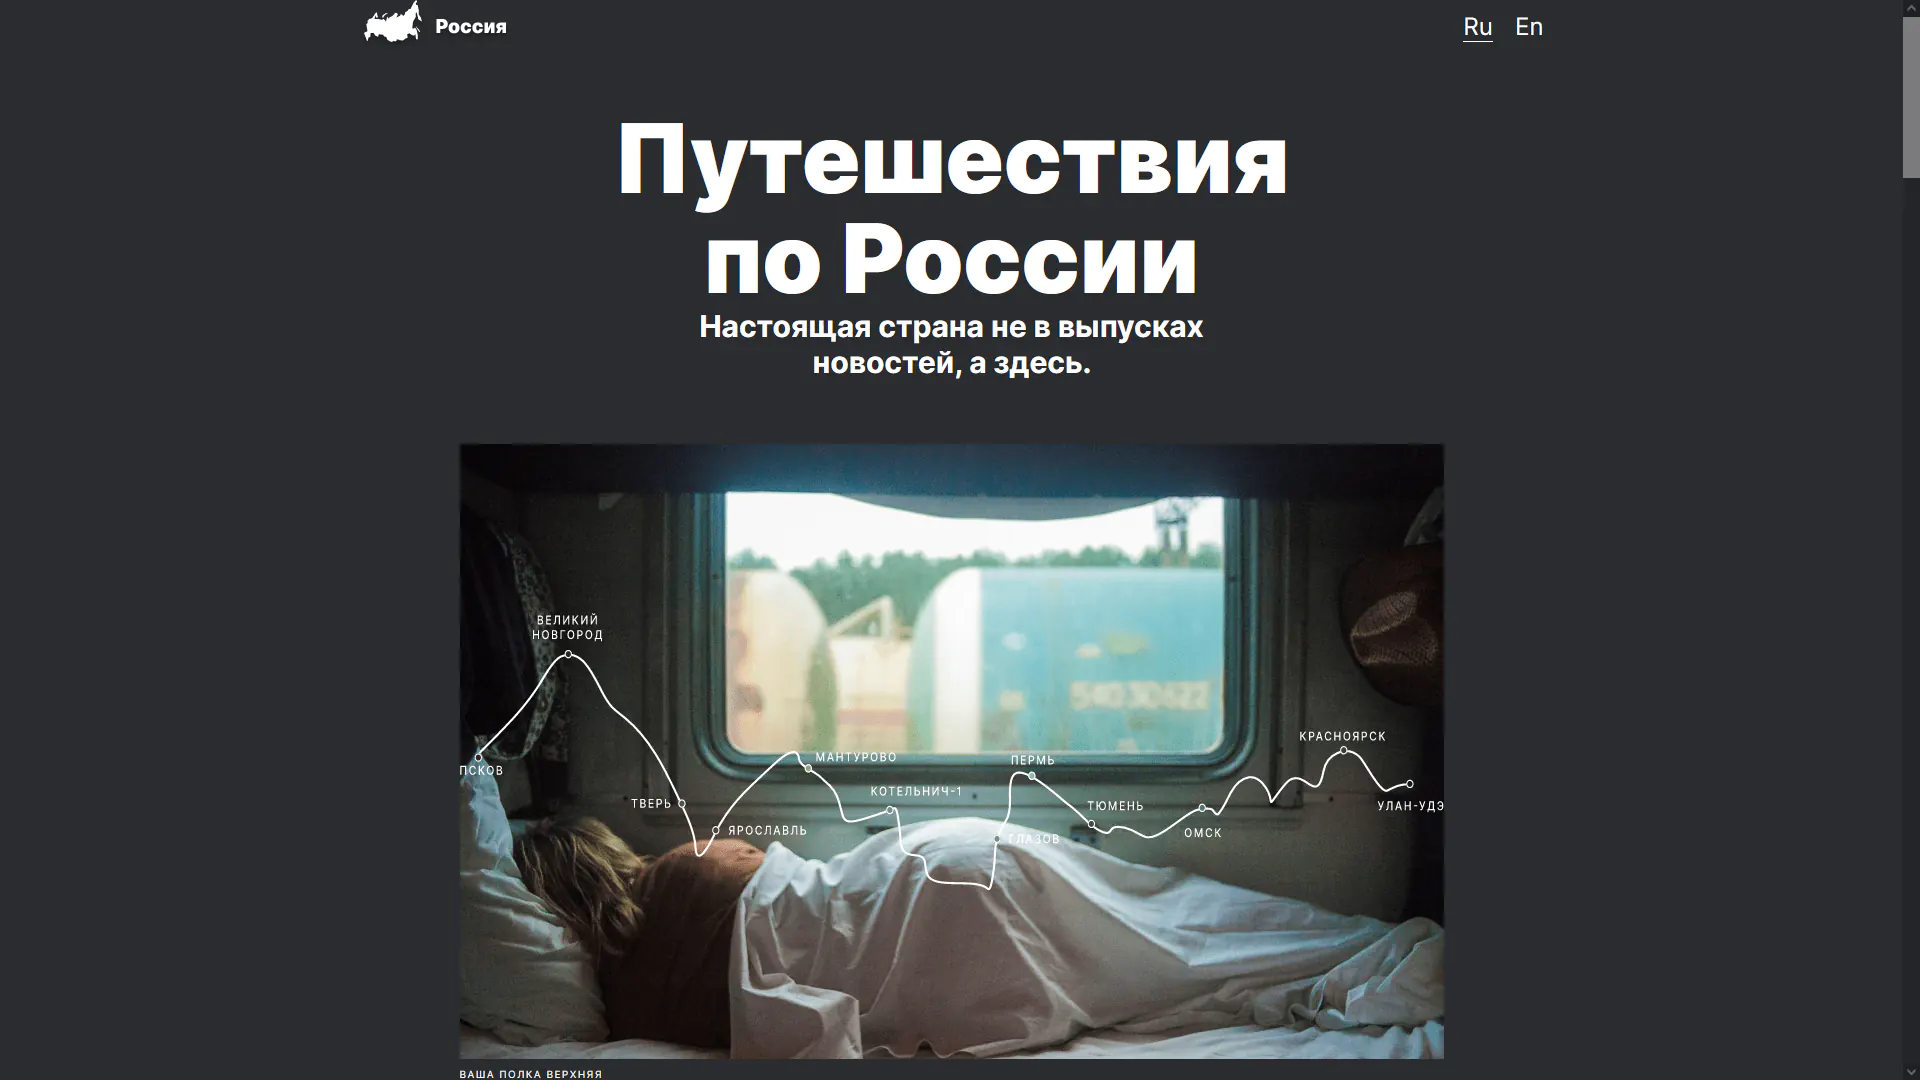 Россия
Ru En
Путешествия
по России
Настоящая страна не в выпусках
новостей, а здесь.
ВЕЛИКИЙ
НОВГОРОД
ПСКОВ
ТВЕРЬ
ЯРОСЛАВЛЬ
МАНТУРОВО
КОТЕЛЬНИЧ-1
ГЛАЗОВ
ПЕРМЬ
ТЮМЕНЬ
ОМСК
КРАСНОЯРСК
УЛАН-УДЭ
ВАША ПОЛКА ВЕРХНЯЯ